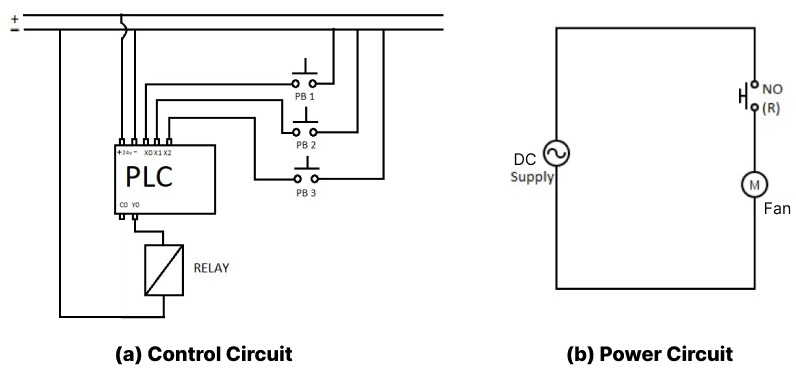 +
−
PB 1
PB 2
PB 3
+24v - X0 X1 X2
PLC
C0 Y0
RELAY
(a) Control Circuit
NO
(R)
DC
Supply
M
Fan
(b) Power Circuit